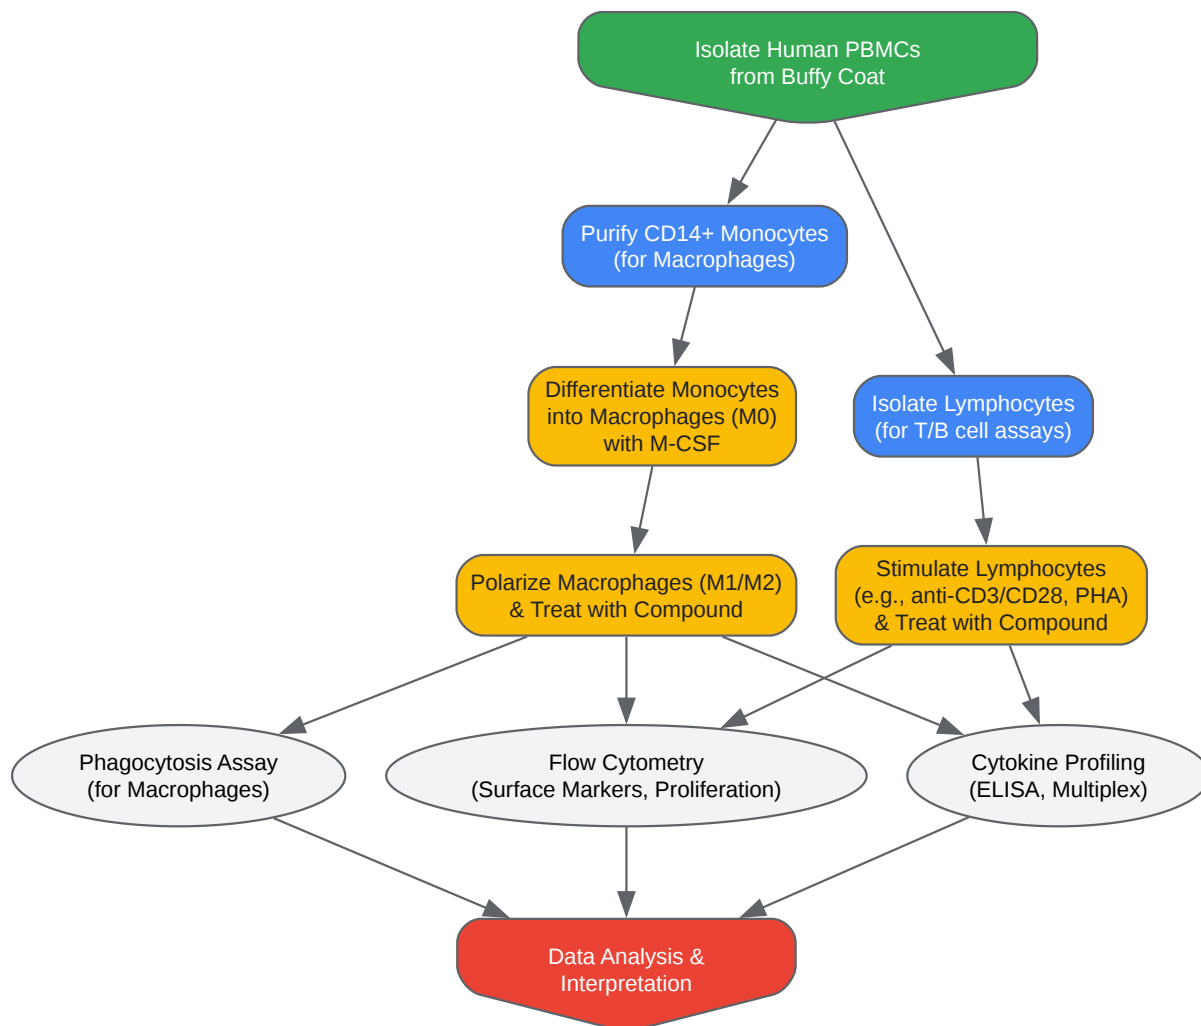 Isolate Human PBMCs
from Buffy Coat
Purify CD14+ Monocytes
(for Macrophages)
Differentiate Monocytes
into Macrophages (M0)
with M-CSF
Isolate Lymphocytes
(for T/B cell assays)
Polarize Macrophages (M1/M2)
& Treat with Compound
Stimulate Lymphocytes
(e.g., anti-CD3/CD28, PHA)
& Treat with Compound
Phagocytosis Assay
(for Macrophages)
Flow Cytometry
(Surface Markers, Proliferation)
Cytokine Profiling
(ELISA, Multiplex)
Data Analysis &
Interpretation